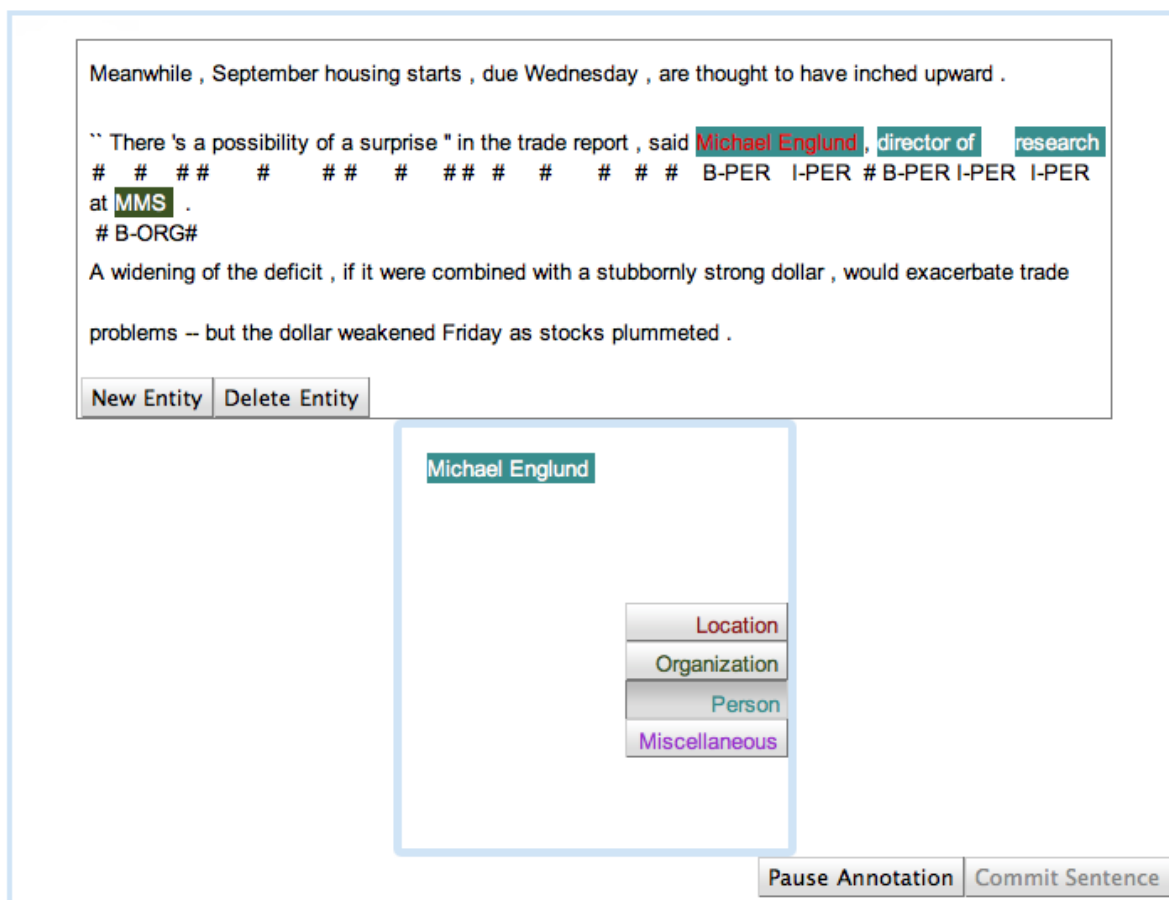 Meanwhile , September housing starts , due Wednesday , are thought to have inched upward .
`` There 's a possibility of a surprise " in the trade report , said Michael Englund , director of research
# # # # # # # # # # # # # # # B-PER I-PER # B-PER I-PER I-PER
at MMS .
# B-ORG#
A widening of the deficit , if it were combined with a stubbornly strong dollar , would exacerbate trade
problems -- but the dollar weakened Friday as stocks plummeted .
New Entity Delete Entity
Michael Englund
Location
Organization
Person
Miscellaneous
Pause Annotation Commit Sentence